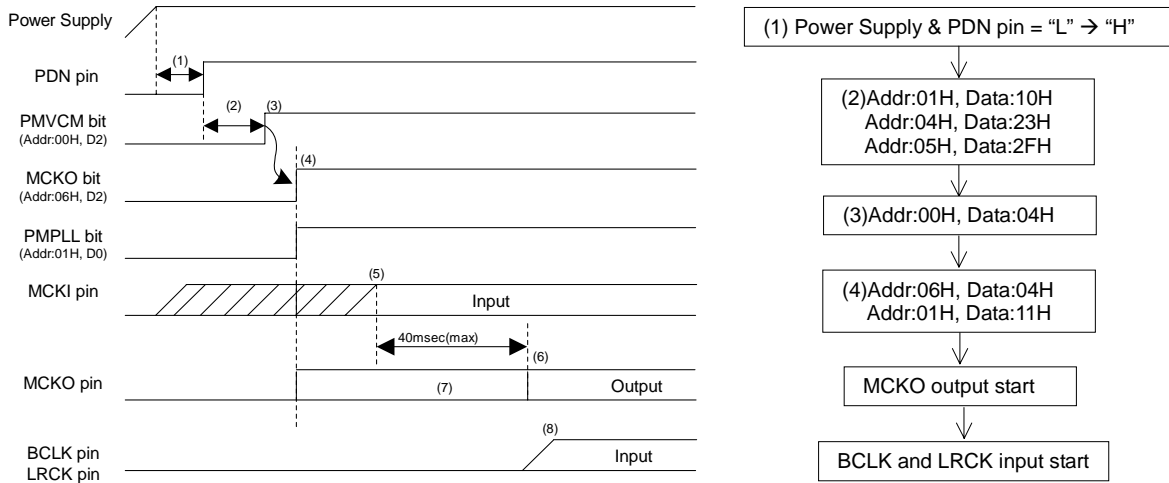 Power Supply
(1)
PDN pin
(2)
(3)
PMVCM bit
(Addr:00H, D2)
(4)
MCKO bit
(Addr:06H, D2)
PMPLL bit
(Addr:01H, D0)
(5)
MCKI pin
Input
40msec(max)
(6)
MCKO pin
(7)
Output
(8)
BCLK pin
LRCK pin
Input
(1) Power Supply & PDN pin = “L” → “H”
(2)Addr:01H, Data:10H
Addr:04H, Data:23H
Addr:05H, Data:2FH
(3)Addr:00H, Data:04H
(4)Addr:06H, Data:04H
Addr:01H, Data:11H
MCKO output start
BCLK and LRCK input start